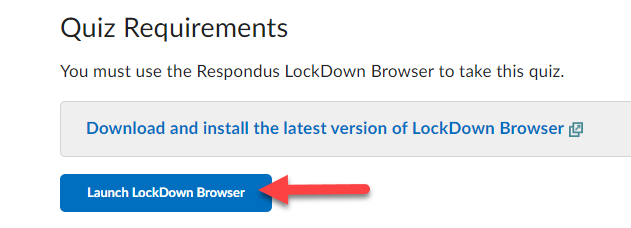 Quiz Requirements
You must use the Respondus LockDown Browser to take this quiz.
Download and install the latest version of LockDown Browser
Launch LockDown Browser